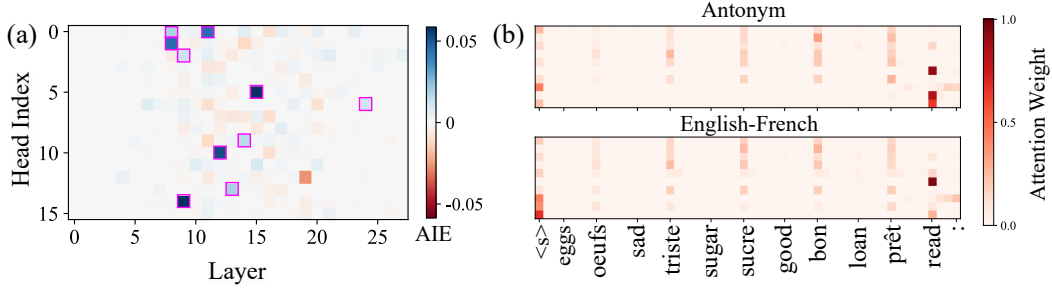 (a)
Head Index
0
5
10
15
0
5
10
15
20
25
Layer
0.05
0
-0.05
AIE
(b)
Antonym
English-French
<s>
eggs
oeufs
sad
triste
sugar
sucre
good
bon
loan
prêt
read
:
1.0
0.5
0.0
Attention Weight